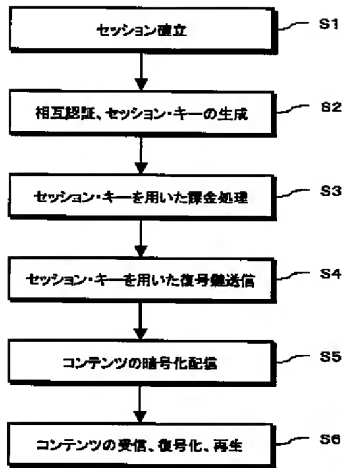 セッション確立
S1
相互認証、セッション・キーの生成
S2
セッション・キーを用いた課金処理
S3
セッション・キーを用いた復号鍵送信
S4
コンテンツの暗号化配信
S5
コンテンツの受信、復号化、再生
S6